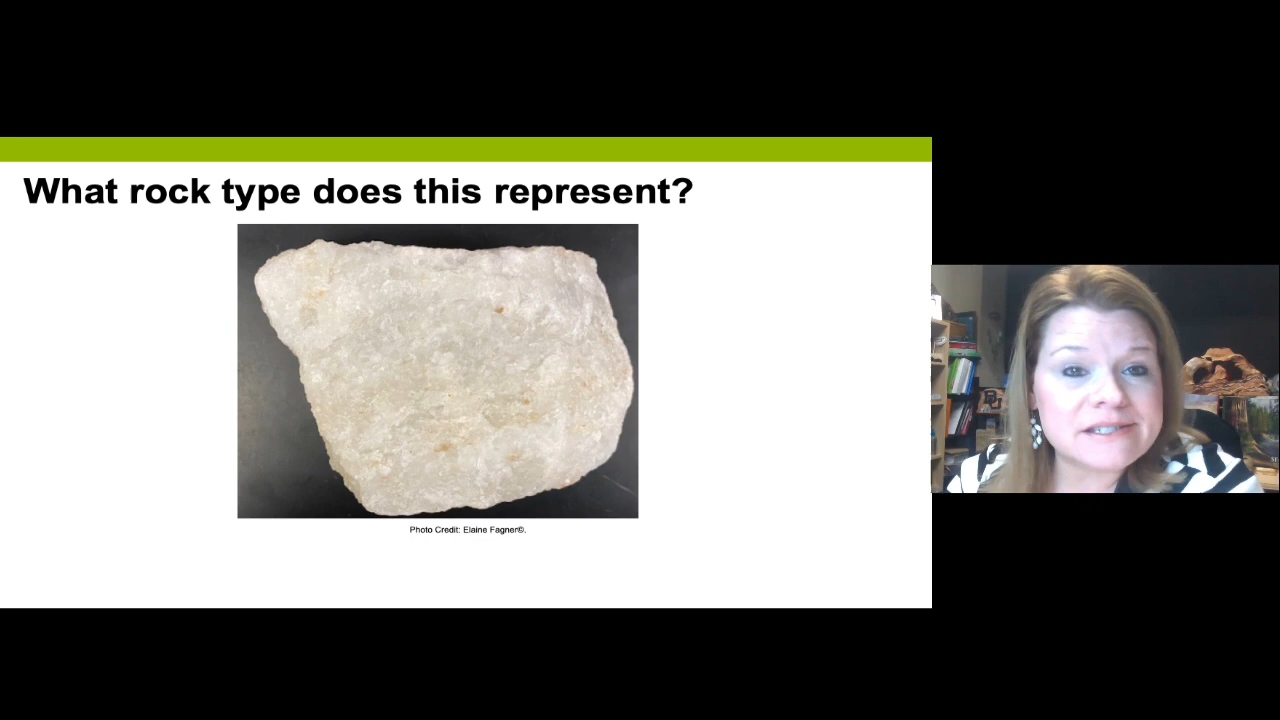 What rock type does this represent?
Photo Credit: Elaine Fagner©.